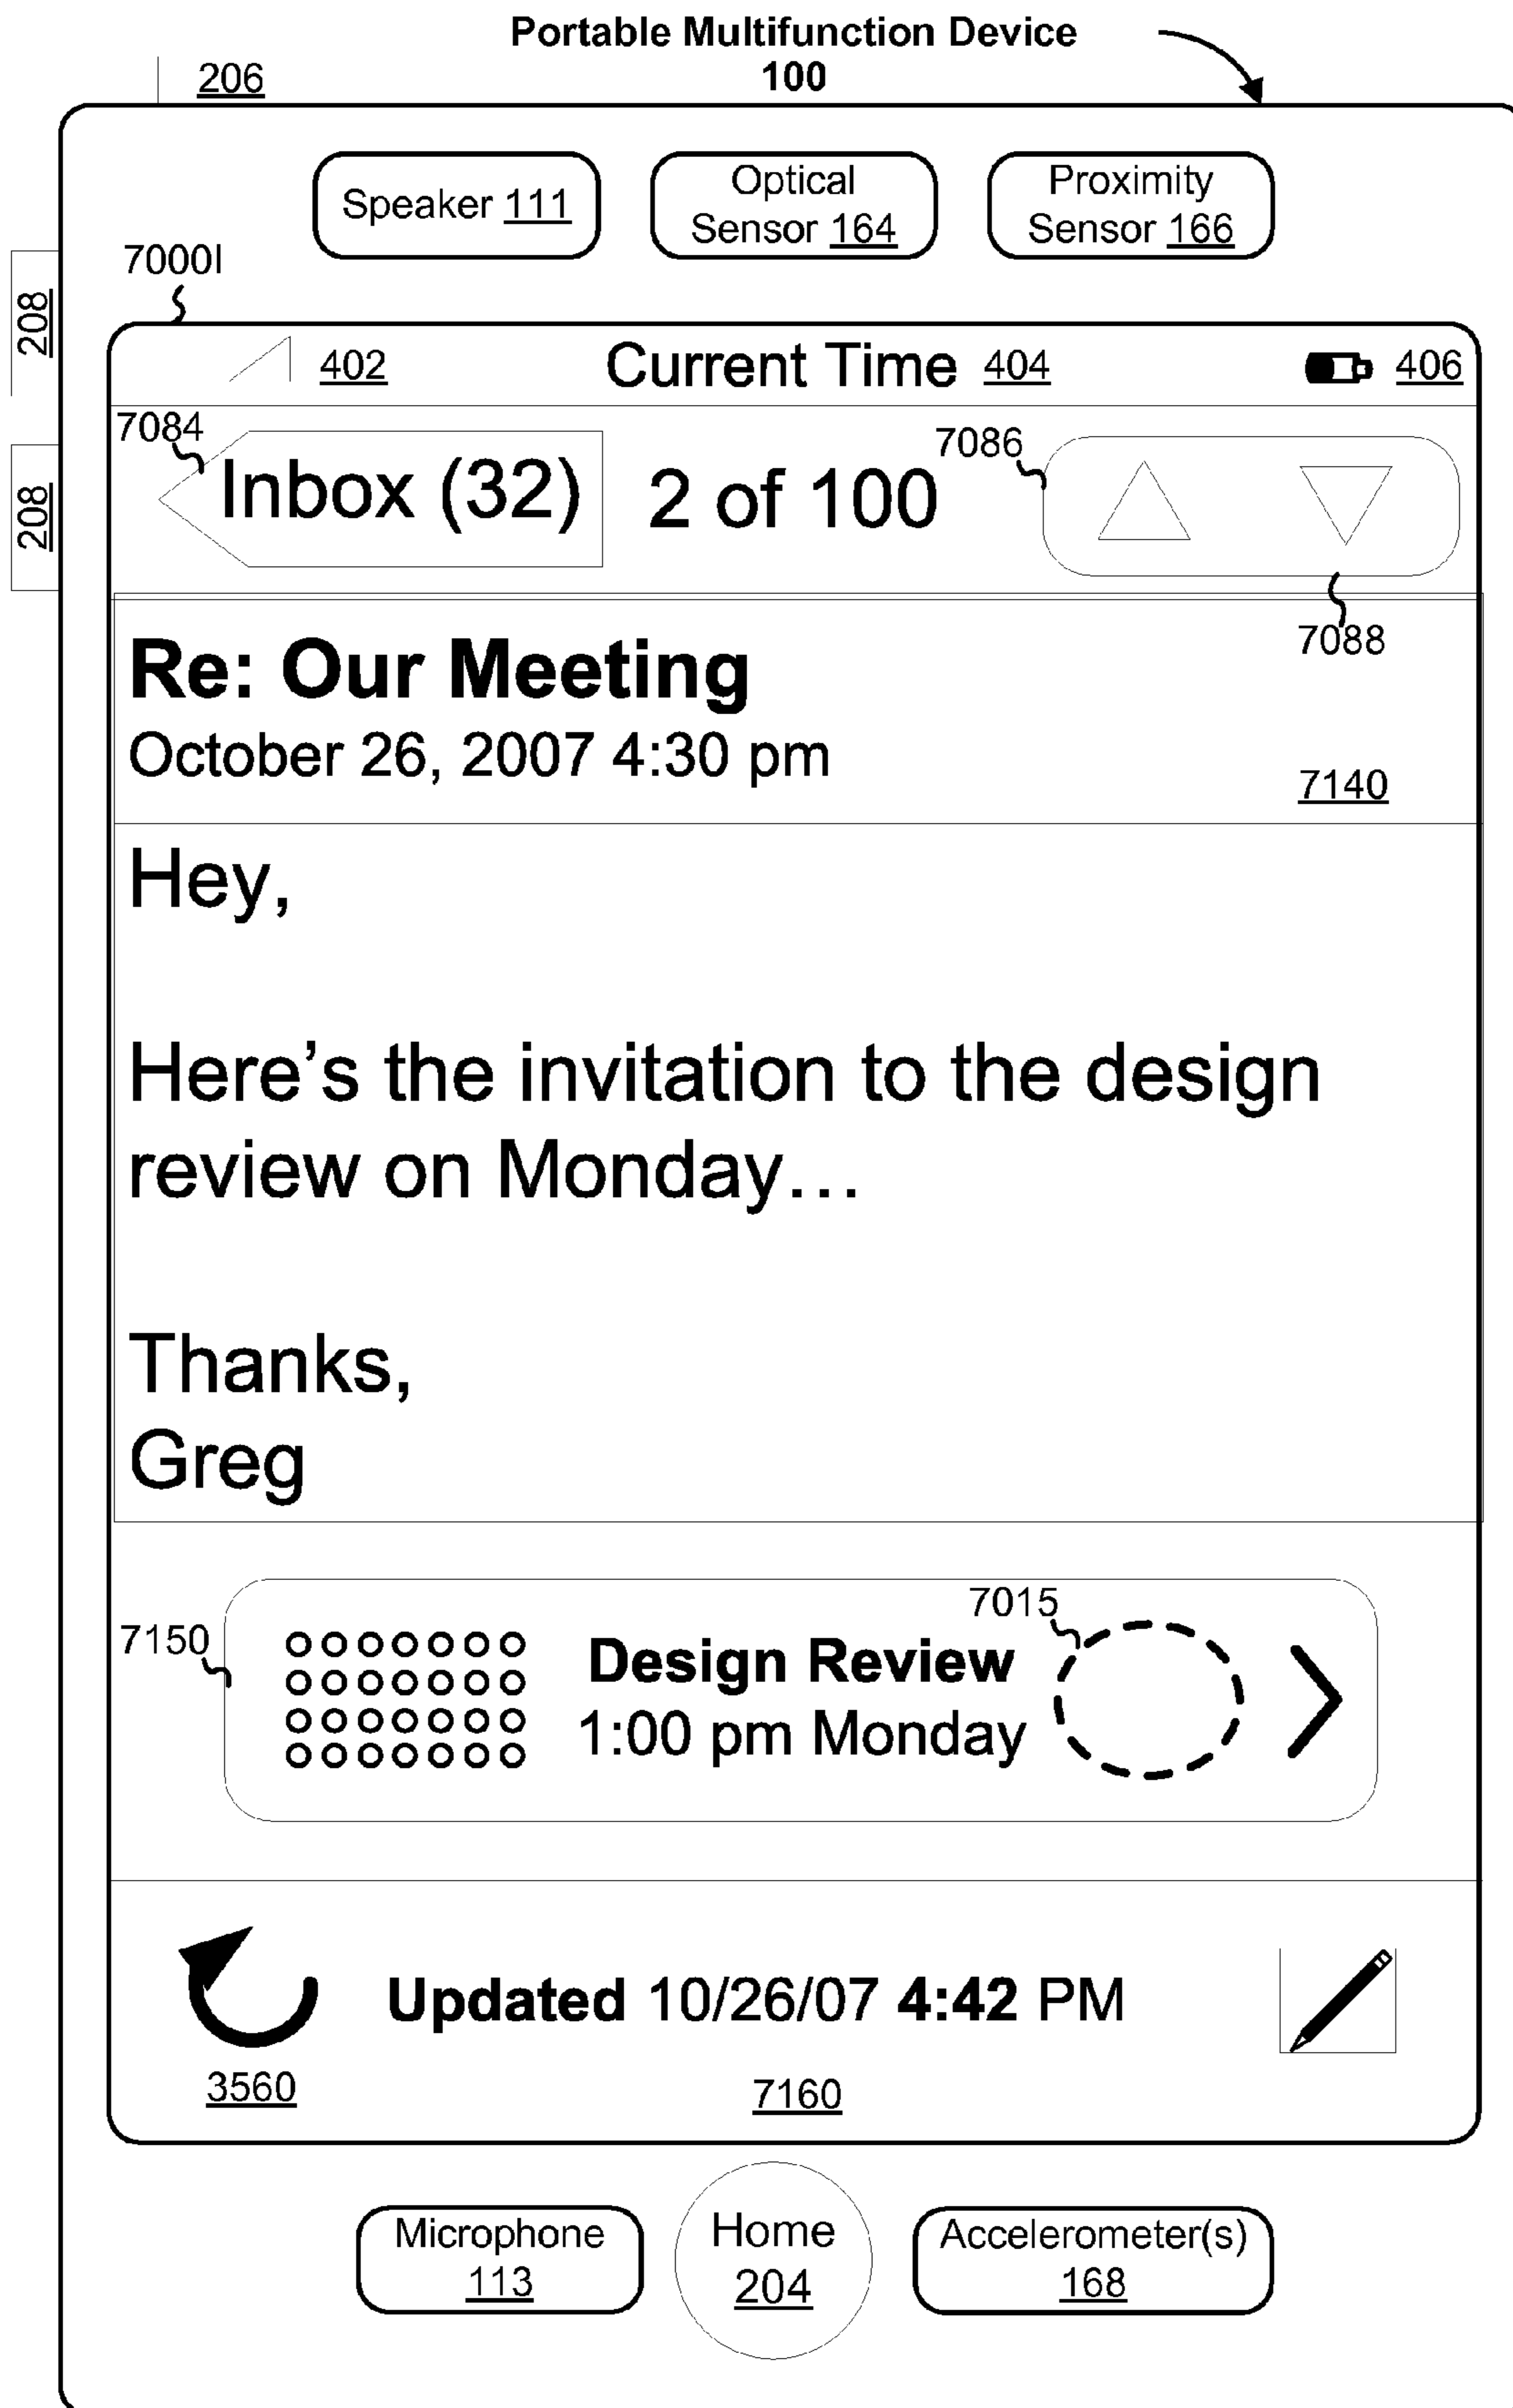 Portable Multifunction Device
100
206
Speaker 111
Optical
Sensor 164
Proximity
Sensor 166
208
208
7000I
402
Current Time 404
406
7084
Inbox (32)
2 of 100
7086
7088
Re: Our Meeting
October 26, 2007 4:30 pm
7140
Hey,
Here's the invitation to the design
review on Monday…
Thanks,
Greg
7150
Design Review
1:00 pm Monday
7015
Updated 10/26/07 4:42 PM
3560
7160
Microphone
113
Home
204
Accelerometer(s)
168